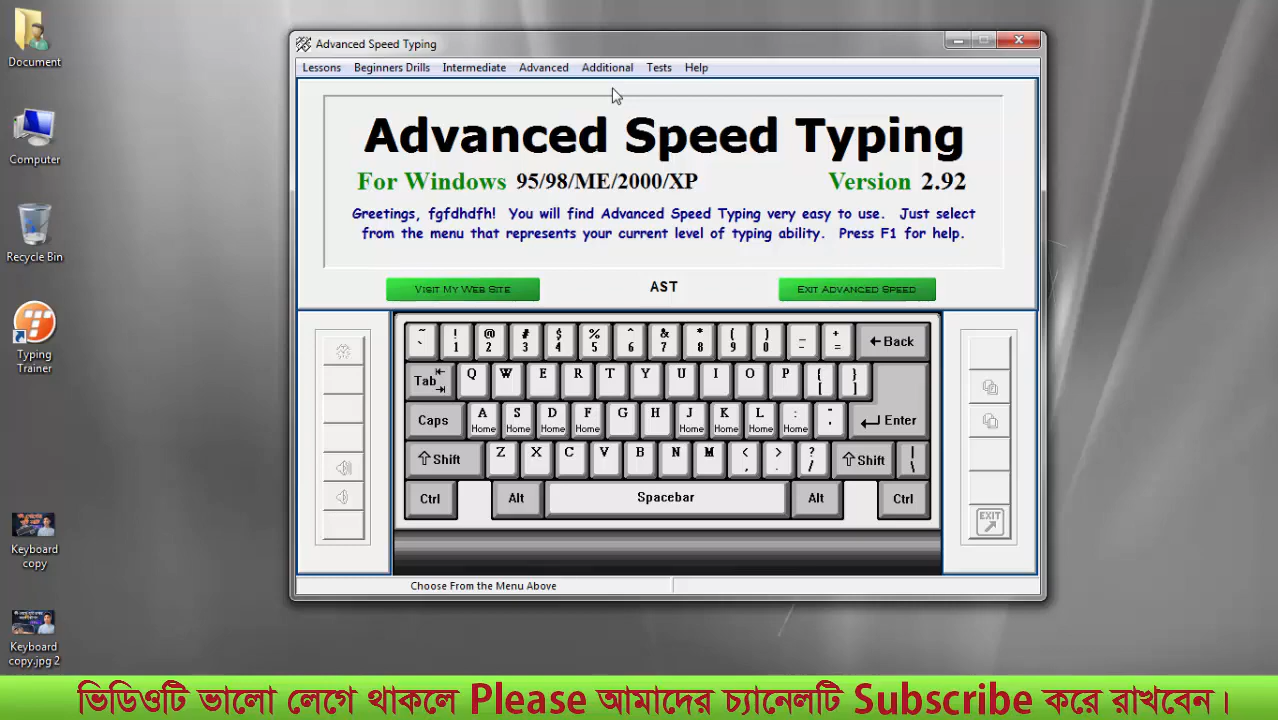 Document
Computer
Recycle Bin
Typing
Trainer
Keyboard
copy
Keyboard
copy.jpg 2
Advanced Speed Typing
Lessons Beginners Drills Intermediate Advanced Additional Tests Help
Advanced Speed Typing
For Windows 95/98/ME/2000/XP Version 2.92
Greetings, fgfdhdfh! You will find Advanced Speed Typing very easy to use. Just select
from the menu that represents your current level of typing ability. Press F1 for help.
VISIT MY WEB SITE AST EXIT ADVANCED SPEED
~ ! @ # $ % ^ & * ( ) _ +
` 1 2 3 4 5 6 7 8 9 0 - = ← Back
Tab Q W E R T Y U I O P { }
[ ]
Caps A S D F G H J K L : " Enter
Home Home Home Home Home Home Home Home
Shift Z X C V B N M < > ? Shift |
, . / \
Ctrl Alt Spacebar Alt Ctrl
EXIT
Choose From the Menu Above
ভিডিওটি ভালো লেগে থাকলে Please আমাদের চ্যানেলটি Subscribe করে রাখবেন।